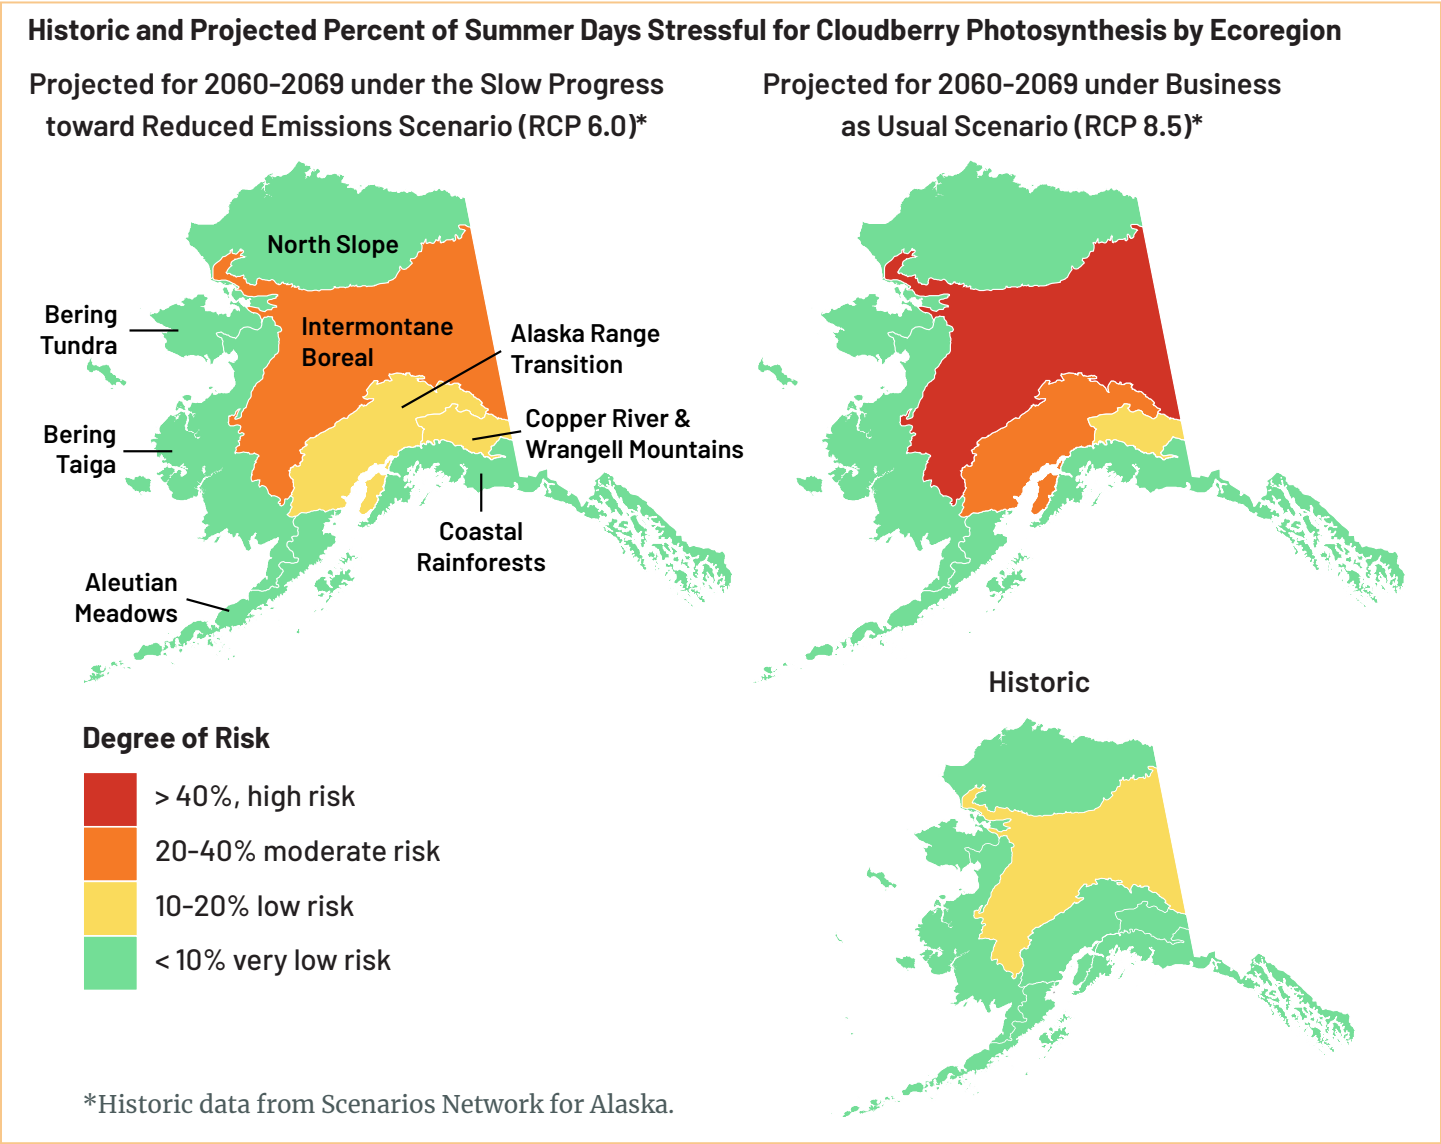 Historic and Projected Percent of Summer Days Stressful for Cloudberry Photosynthesis by Ecoregion
Projected for 2060-2069 under the Slow Progress
toward Reduced Emissions Scenario (RCP 6.0)*
Projected for 2060-2069 under Business
as Usual Scenario (RCP 8.5)*
North Slope
Bering
Tundra
Intermontane
Boreal
Alaska Range
Transition
Copper River &
Wrangell Mountains
Bering
Taiga
Coastal
Rainforests
Aleutian
Meadows
Historic
Degree of Risk
> 40%, high risk
20-40% moderate risk
10-20% low risk
< 10% very low risk
*Historic data from Scenarios Network for Alaska.